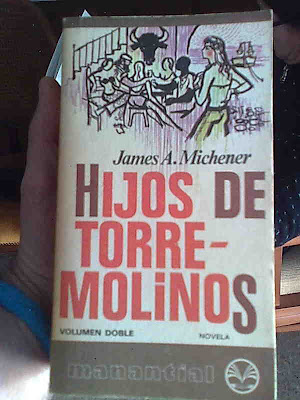 James A. Michener
HIJOS DE
TORRE-
MOLiNOS
VOLUMEN DOBLE NOVELA
manantial